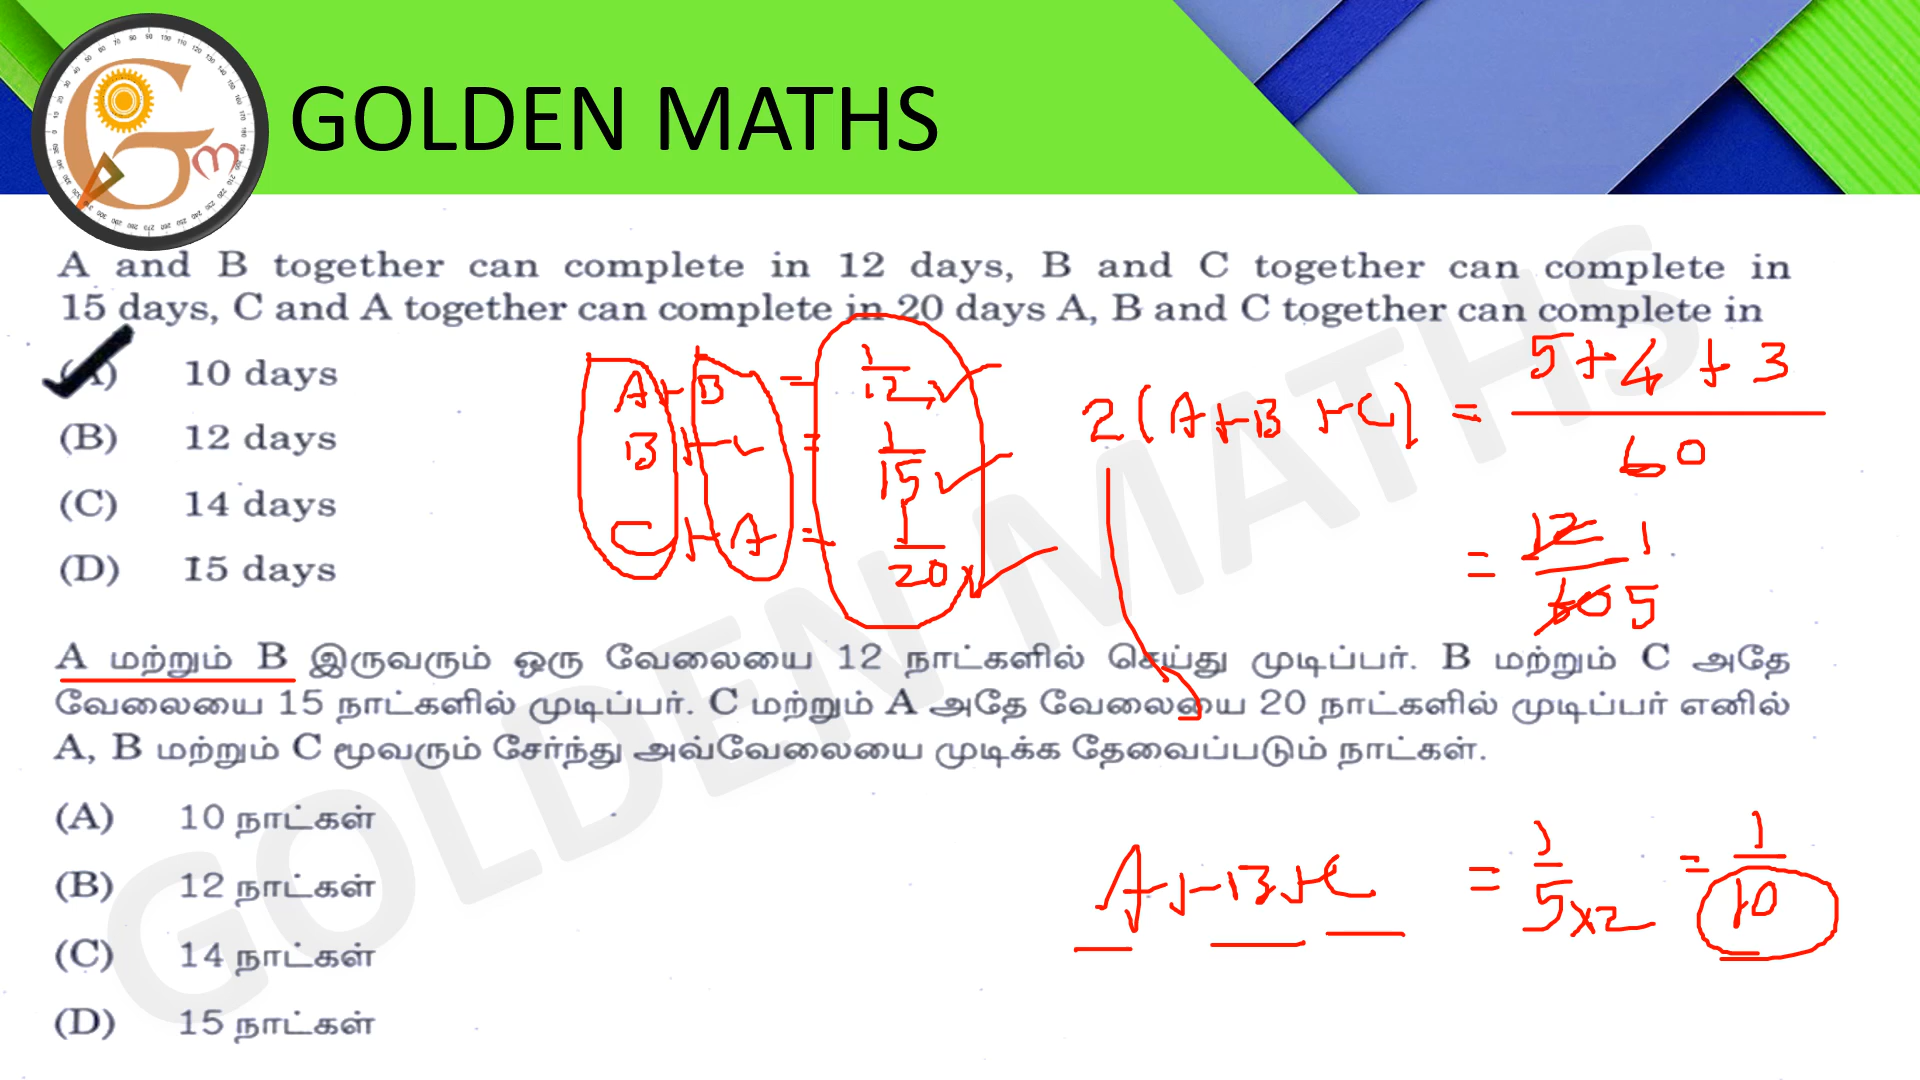 GOLDEN MATHS
A and B together can complete in 12 days, B and C together can complete in
15 days, C and A together can complete in 20 days A, B and C together can complete in
(A) 10 days
(B) 12 days
(C) 14 days
(D) 15 days
A+B = 1/12
B+C = 1/15
C+A = 1/20
2(A+B+C) = 5+4+3/60
= 12/60 1/5
A மற்றும் B இருவரும் ஒரு வேலையை 12 நாட்களில் செய்து முடிப்பர். B மற்றும் C அதே
வேலையை 15 நாட்களில் முடிப்பர். C மற்றும் A அதே வேலையை 20 நாட்களில் முடிப்பர் எனில்
A, B மற்றும் C மூவரும் சேர்ந்து அவ்வேலையை முடிக்க தேவைப்படும் நாட்கள்.
(A) 10 நாட்கள்
(B) 12 நாட்கள்
(C) 14 நாட்கள்
(D) 15 நாட்கள்
A+B+C = 1/5×2 = 1/10
GOLDEN MATHS